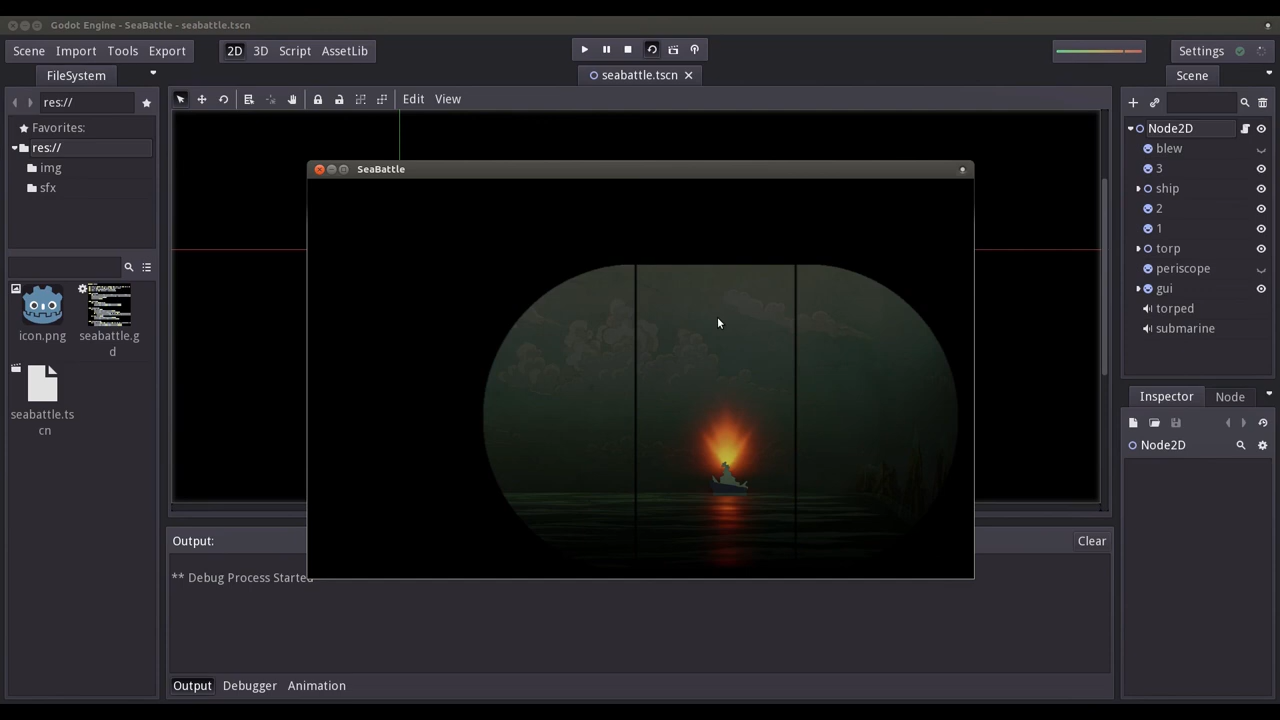 Godot Engine - SeaBattle - seabattle.tscn
Scene Import Tools Export 2D 3D Script AssetLib Settings
FileSystem
seabattle.tscn
Scene
res://
Edit View
Favorites:
res://
img
sfx
icon.png
seabattle.g
d
seabattle.ts
cn
SeaBattle
Node2D
blew
3
ship
2
1
torp
periscope
gui
torped
submarine
Inspector Node
Node2D
Output:
Clear
** Debug Process Started
Output Debugger Animation